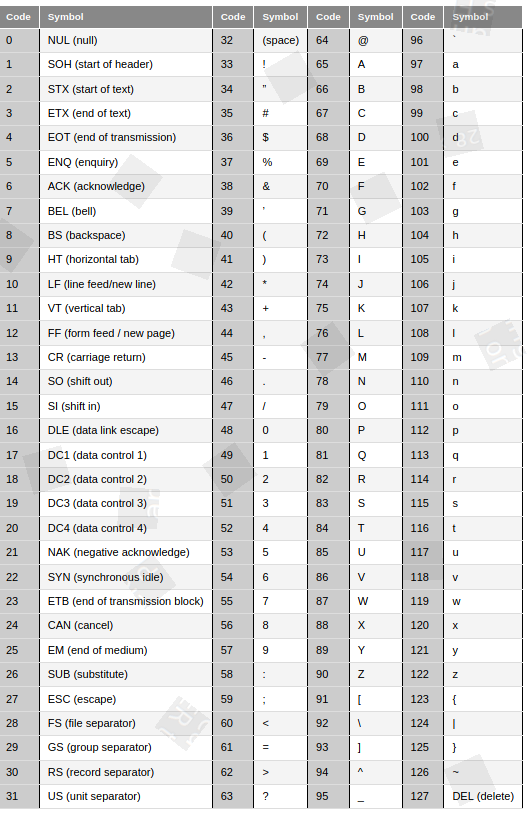 Code Symbol Code Symbol Code Symbol Code Symbol
0 NUL (null) 32 (space) 64 @ 96 `
1 SOH (start of header) 33 ! 65 A 97 a
2 STX (start of text) 34 " 66 B 98 b
3 ETX (end of text) 35 # 67 C 99 c
4 EOT (end of transmission) 36 $ 68 D 100 d
5 ENQ (enquiry) 37 % 69 E 101 e
6 ACK (acknowledge) 38 & 70 F 102 f
7 BEL (bell) 39 ' 71 G 103 g
8 BS (backspace) 40 ( 72 H 104 h
9 HT (horizontal tab) 41 ) 73 I 105 i
10 LF (line feed/new line) 42 * 74 J 106 j
11 VT (vertical tab) 43 + 75 K 107 k
12 FF (form feed / new page) 44 , 76 L 108 l
13 CR (carriage return) 45 - 77 M 109 m
14 SO (shift out) 46 . 78 N 110 n
15 SI (shift in) 47 / 79 O 111 o
16 DLE (data link escape) 48 0 80 P 112 p
17 DC1 (data control 1) 49 1 81 Q 113 q
18 DC2 (data control 2) 50 2 82 R 114 r
19 DC3 (data control 3) 51 3 83 S 115 s
20 DC4 (data control 4) 52 4 84 T 116 t
21 NAK (negative acknowledge) 53 5 85 U 117 u
22 SYN (synchronous idle) 54 6 86 V 118 v
23 ETB (end of transmission block) 55 7 87 W 119 w
24 CAN (cancel) 56 8 88 X 120 x
25 EM (end of medium) 57 9 89 Y 121 y
26 SUB (substitute) 58 : 90 Z 122 z
27 ESC (escape) 59 ; 91 [ 123 {
28 FS (file separator) 60 < 92 \ 124 |
29 GS (group separator) 61 = 93 ] 125 }
30 RS (record separator) 62 > 94 ^ 126 ~
31 US (unit separator) 63 ? 95 _ 127 DEL (delete)